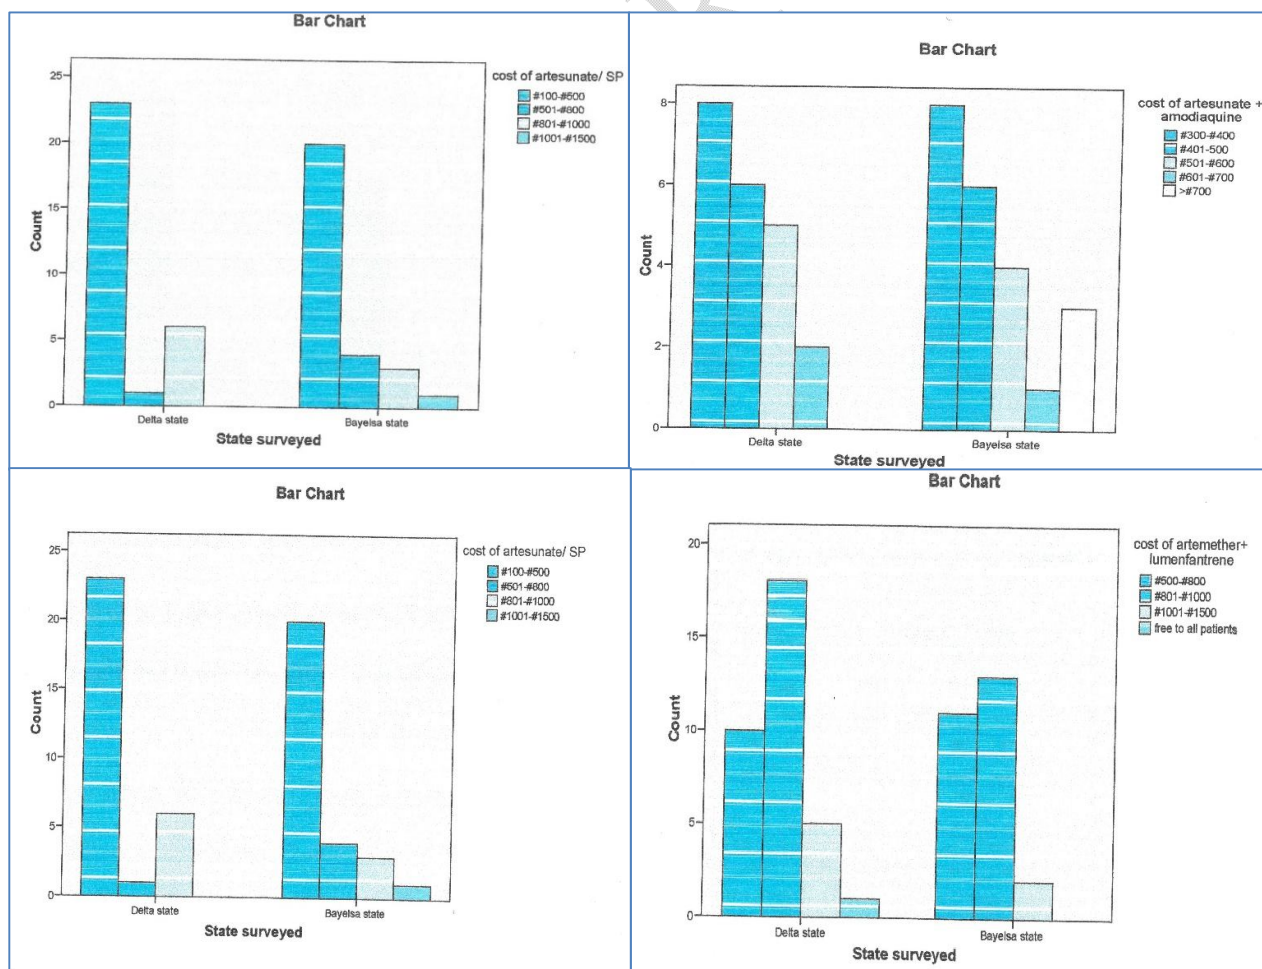 Bar Chart
cost of artesunate/ SP
#100-#500
#501-#800
#801-#1000
#1001-#1500
25
20
15
10
5
0
Count
Delta state
Bayelsa state
State surveyed
Bar Chart
cost of artesunate +
amodiaquine
#300-#400
#401-500
#501-#600
#601-#700
>#700
8
6
4
2
0
Count
Delta state
Bayelsa state
State surveyed
Bar Chart
cost of artesunate/ SP
#100-#500
#501-#800
#801-#1000
#1001-#1500
25
20
15
10
5
0
Count
Delta state
Bayelsa state
State surveyed
Bar Chart
cost of artemether+
lumenfantrene
#500-#800
#801-#1000
#1001-#1500
free to all patients
20
15
10
5
0
Count
Delta state
Bayelsa state
State surveyed